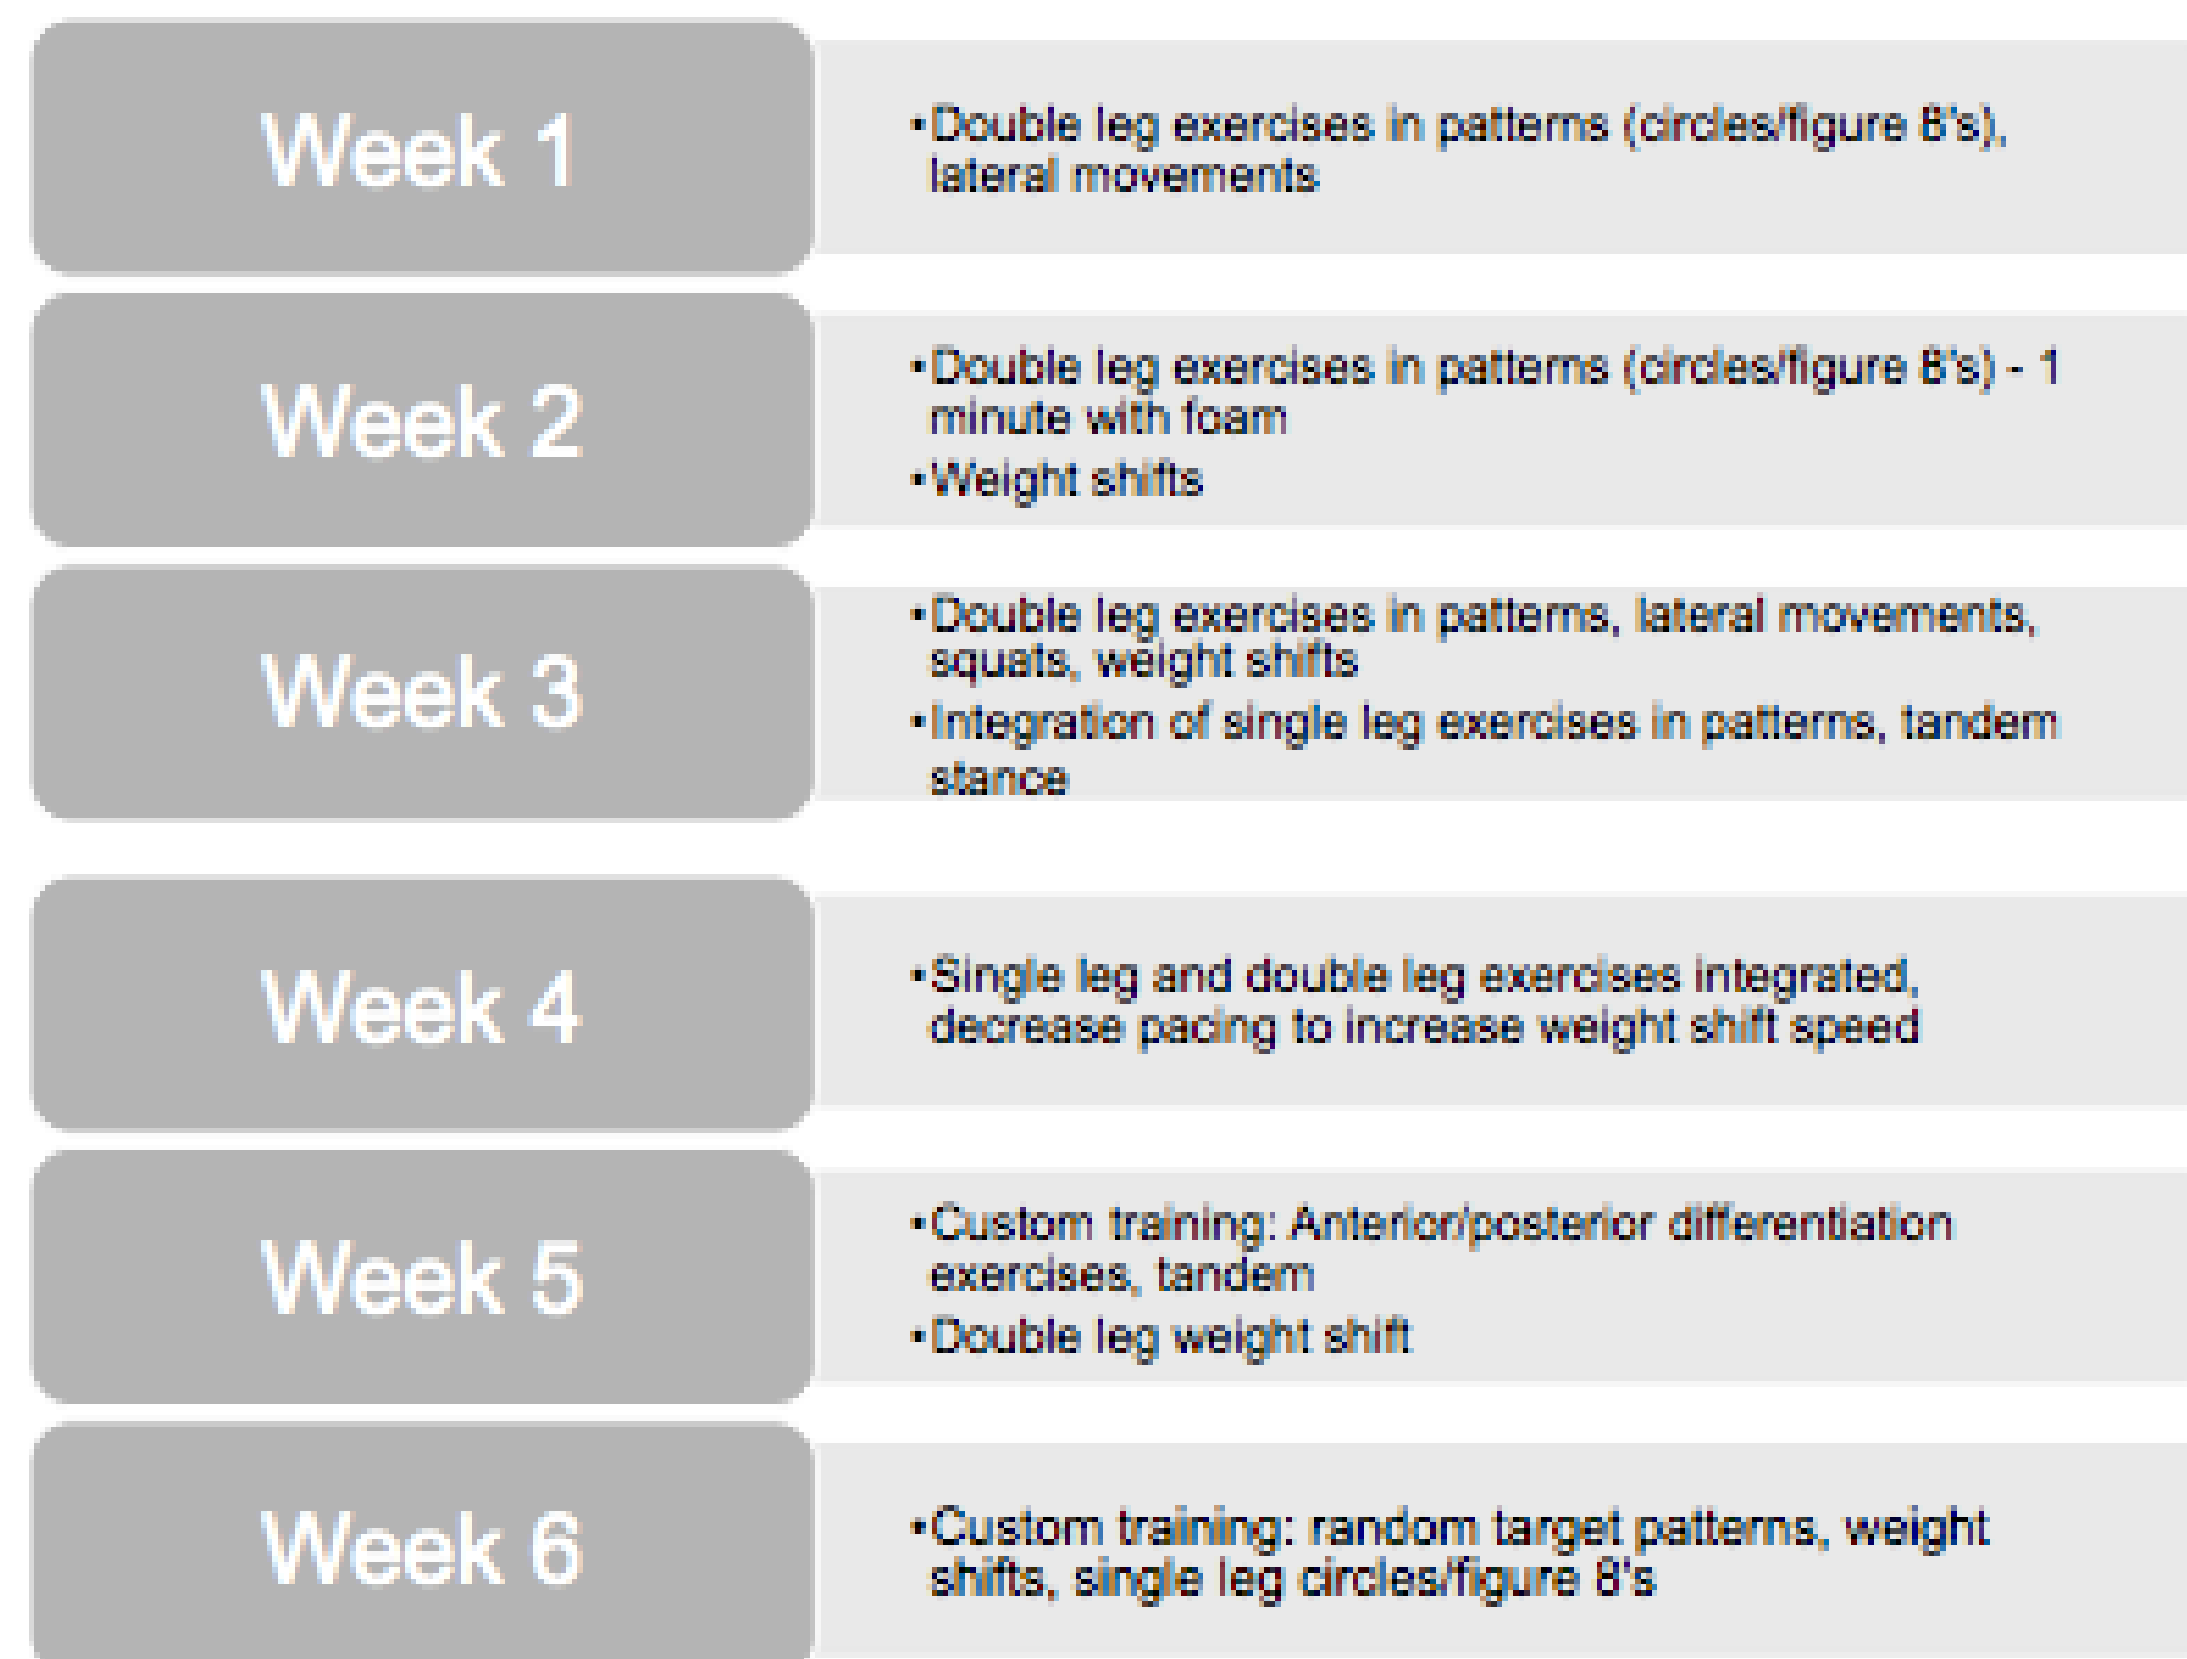 Week 1
•Double leg exercises in patterns (circles/figure 8's),
lateral movements
Week 2
•Double leg exercises in patterns (circles/figure 8's) - 1
minute with foam
•Weight shifts
Week 3
•Double leg exercises in patterns, lateral movements,
squats, weight shifts
•Integration of single leg exercises in patterns, tandem
stance
Week 4
•Single leg and double leg exercises integrated,
decrease pacing to increase weight shift speed
Week 5
•Custom training: Anterior/posterior differentiation
exercises, tandem
•Double leg weight shift
Week 6
•Custom training: random target patterns, weight
shifts, single leg circles/figure 8's